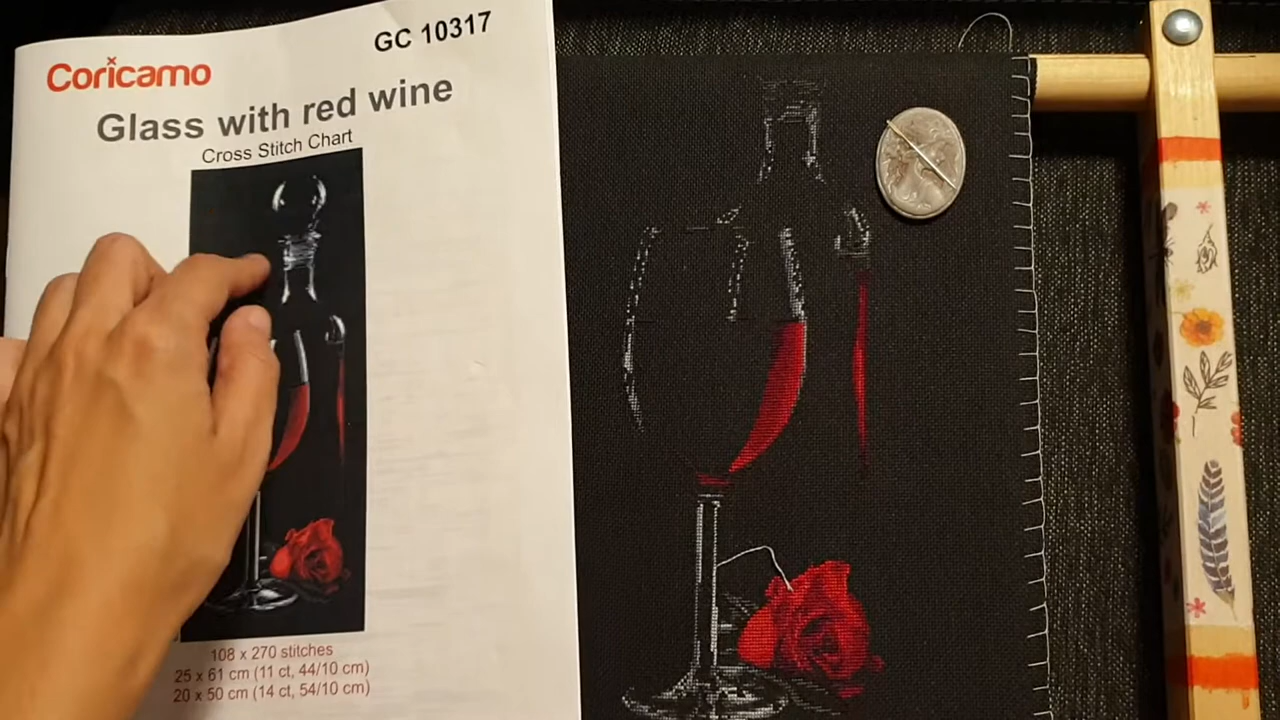 GC 10317
Coricamo
Glass with red wine
Cross Stitch Chart
108 x 270 stitches
25 x 61 cm (11 ct, 44/10 cm)
20 x 50 cm (14 ct, 54/10 cm)